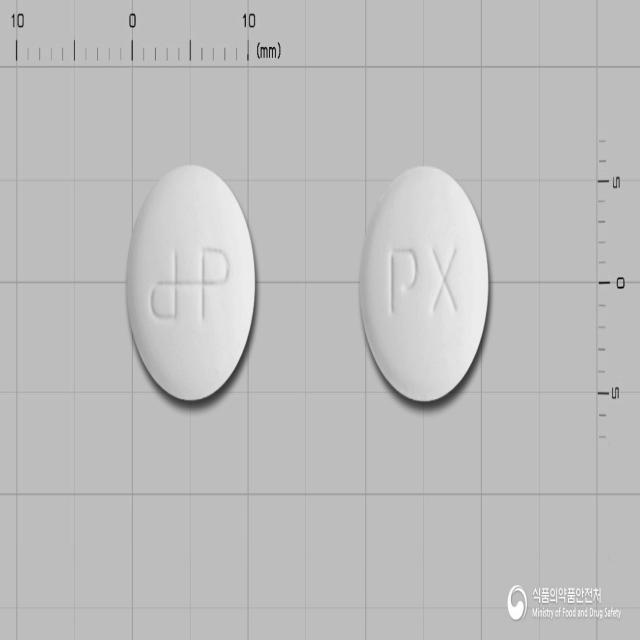 10 0 10
(mm)
dP
PX
5
0
5
식품의약품안전처
Ministry of Food and Drug Safety